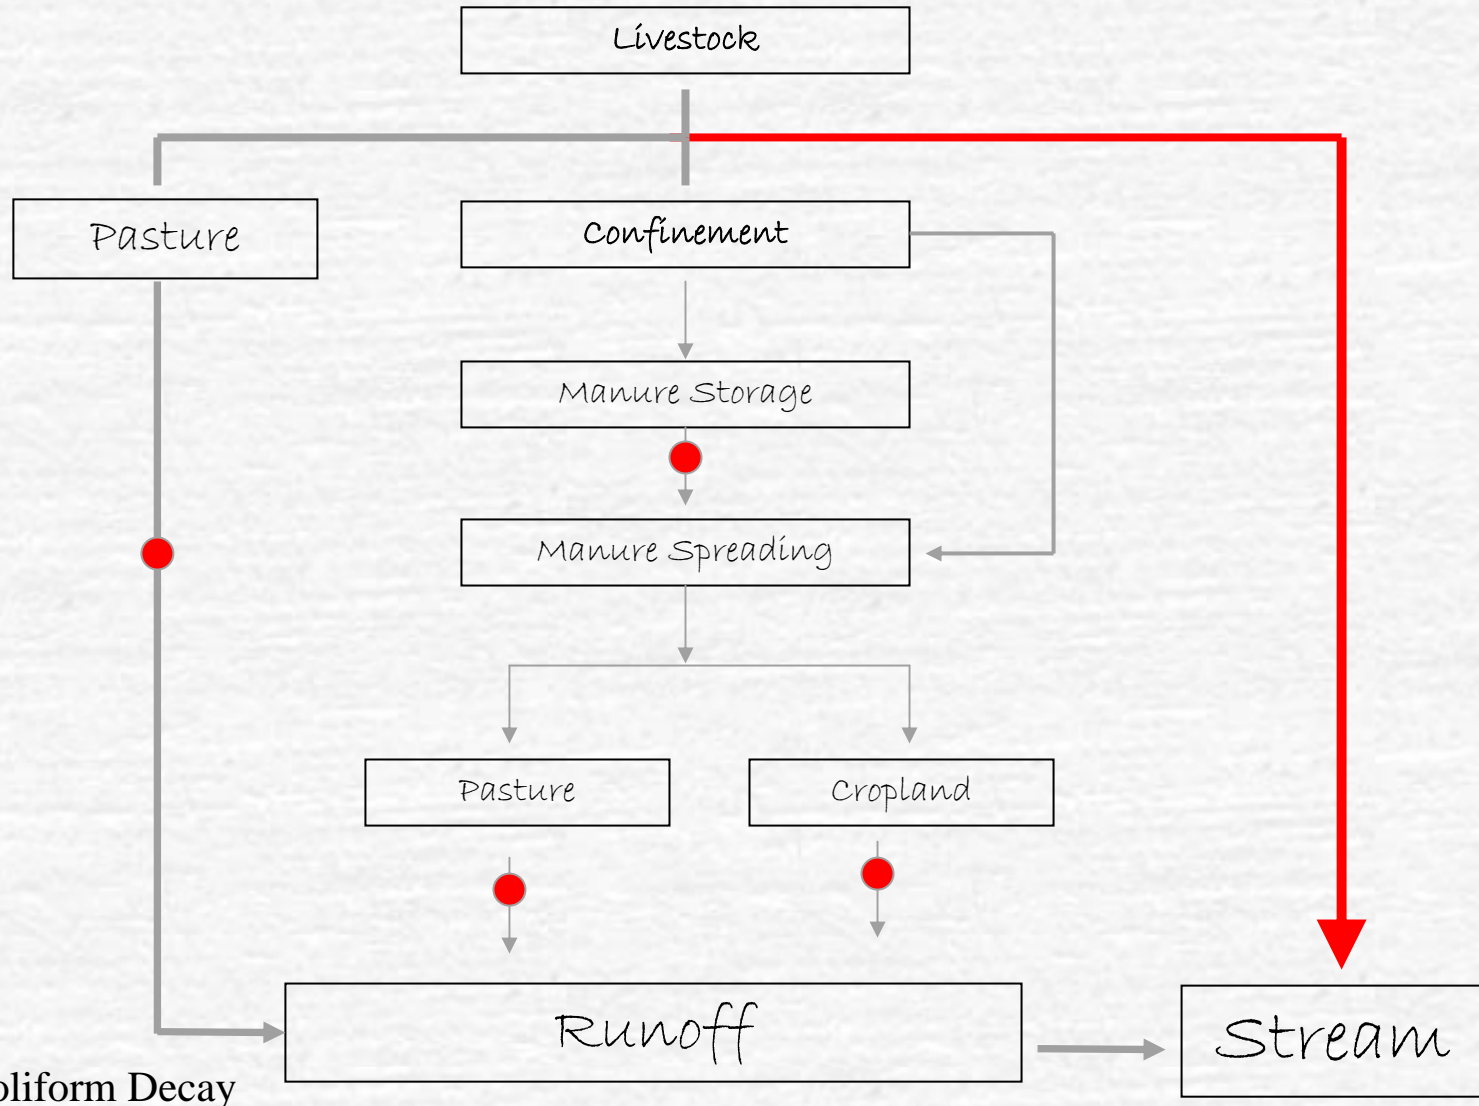 Livestock
Pasture
Confinement
Manure Storage
Manure Spreading
Pasture
Cropland
Runoff
Stream
oliform Decay